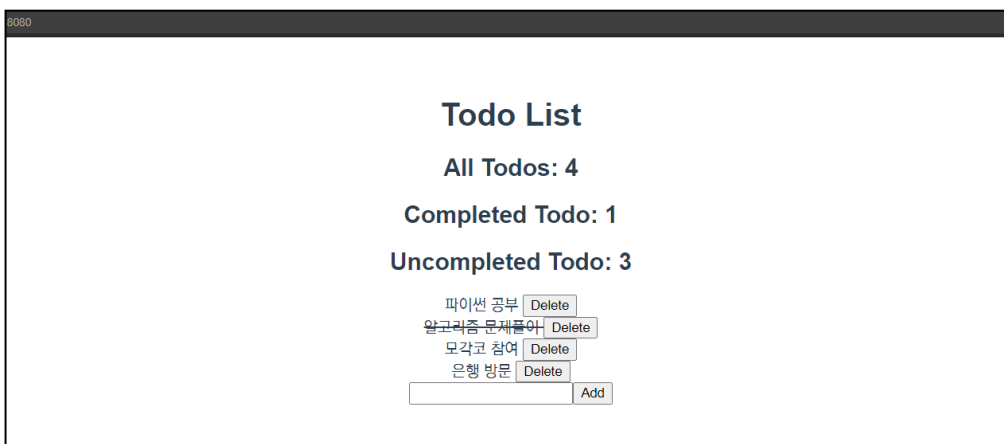 8080
Todo List
All Todos: 4
Completed Todo: 1
Uncompleted Todo: 3
파이썬 공부 Delete
알고리즘 문제풀이 Delete
모각코 참여 Delete
은행 방문 Delete
Add